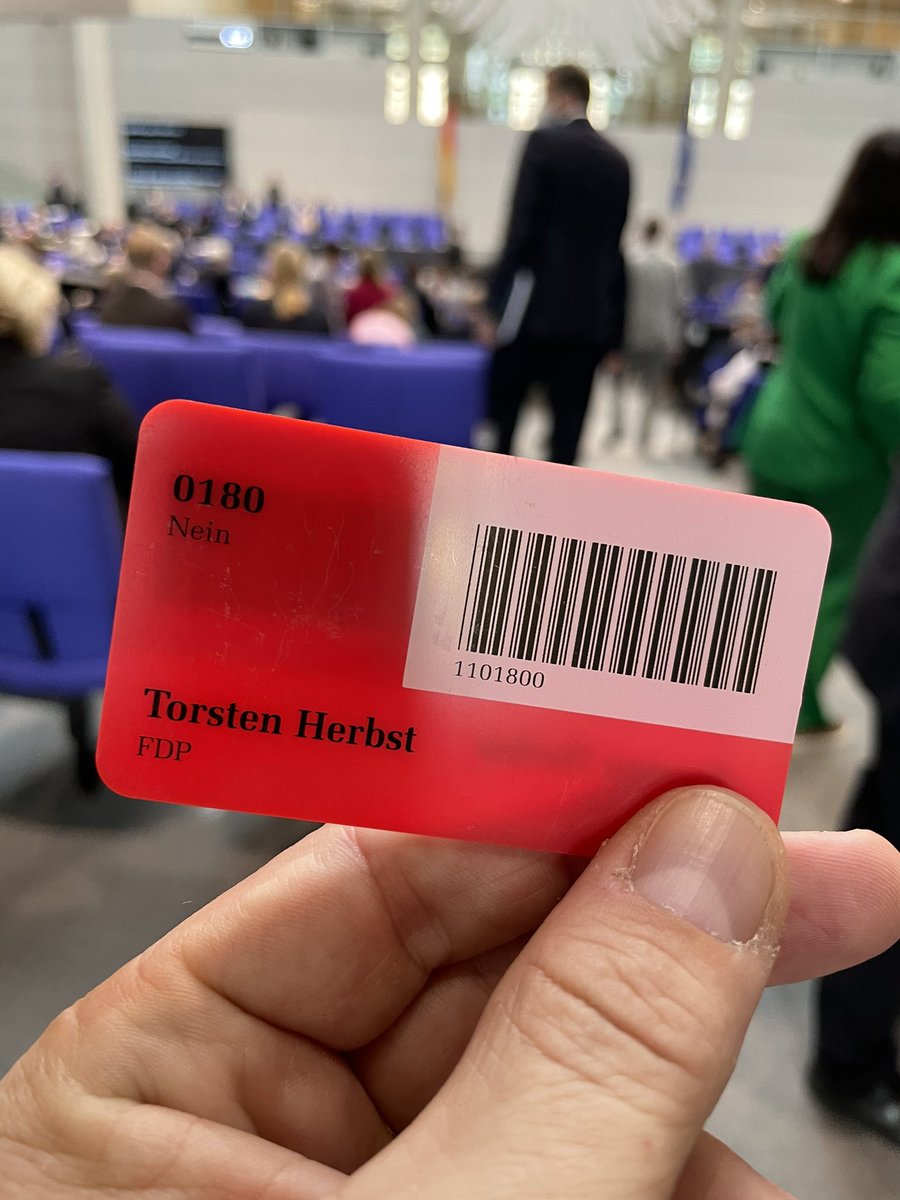 0180
Nein
1101800
Torsten Herbst
FDP